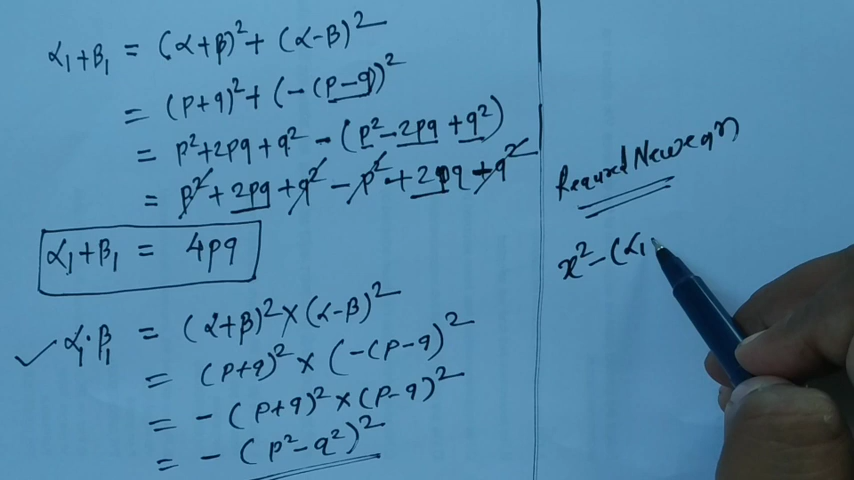 α₁+β₁ = (α+β)² + (α-β)²
= (p+q)² + (-(p-q))²
= p²+2pq+q² - (p²-2pq+q²)
= p²+2pq+q²-p²+2pq+q²
α₁+β₁ = 4pq
✓ α₁.β₁ = (α+β)²×(α-β)²
= (p+q)² × (-(p-q)²
= -(p+q)²×(p-q)²
= -(p²-q²)²
Required New eqn
x²-(α₁